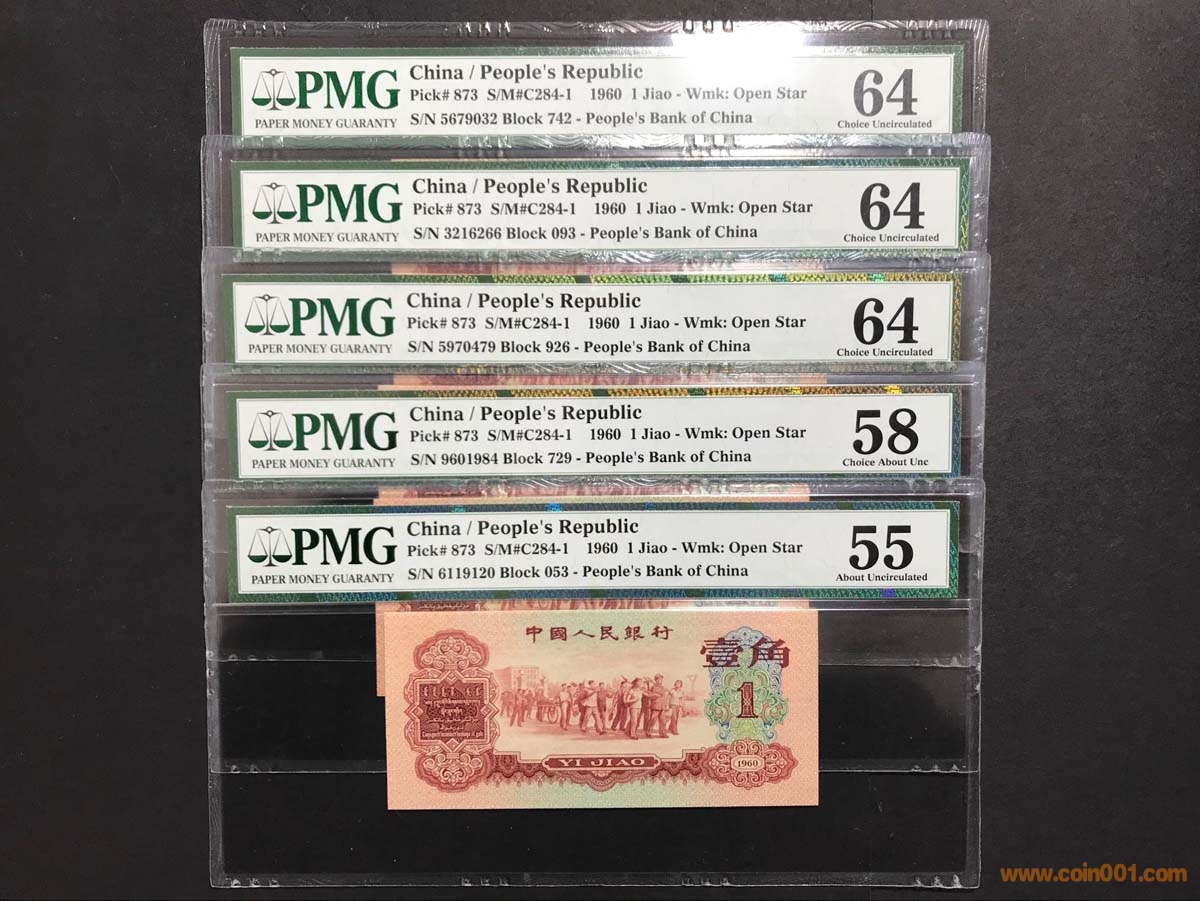 PMG
PAPER MONEY GUARANTY
China / People's Republic
Pick# 873 S/M#C284-1 1960 1 Jiao - Wmk: Open Star
S/N 5679032 Block 742 - People's Bank of China
64
Choice Uncirculated
PMG
PAPER MONEY GUARANTY
China / People's Republic
Pick# 873 S/M#C284-1 1960 1 Jiao - Wmk: Open Star
S/N 3216266 Block 093 - People's Bank of China
64
Choice Uncirculated
PMG
PAPER MONEY GUARANTY
China / People's Republic
Pick# 873 S/M#C284-1 1960 1 Jiao - Wmk: Open Star
S/N 5970479 Block 926 - People's Bank of China
64
Choice Uncirculated
PMG
PAPER MONEY GUARANTY
China / People's Republic
Pick# 873 S/M#C284-1 1960 1 Jiao - Wmk: Open Star
S/N 9601984 Block 729 - People's Bank of China
58
Choice About Unc
PMG
PAPER MONEY GUARANTY
China / People's Republic
Pick# 873 S/M#C284-1 1960 1 Jiao - Wmk: Open Star
S/N 6119120 Block 053 - People's Bank of China
55
About Uncirculated
中國人民銀行
壹角
1
YI JIAO
1960
www.coin001.com